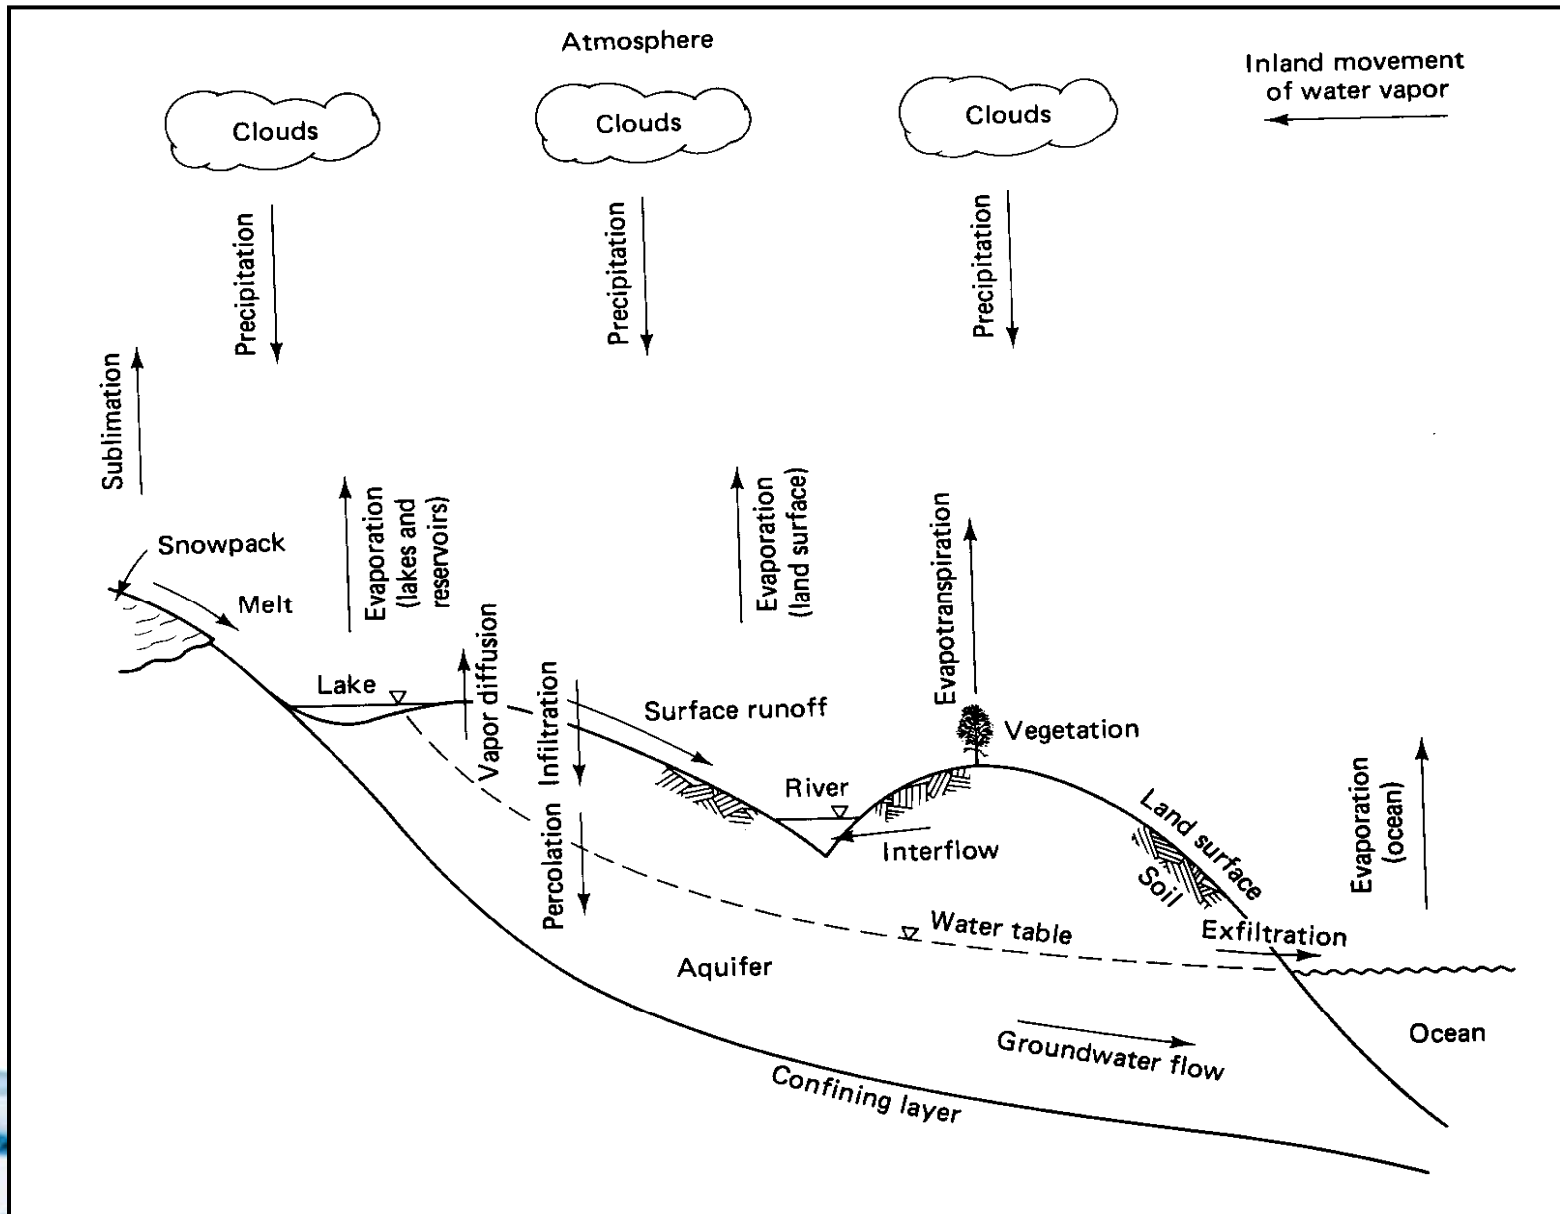 Atmosphere
Inland movement
of water vapor
Clouds
Clouds
Clouds
Precipitation
Precipitation
Precipitation
Sublimation
Snowpack
Melt
Evaporation
(lakes and
reservoirs)
Evaporation
(land surface)
Evapotranspiration
Lake
Vapor diffusion
Infiltration
Surface runoff
Vegetation
River
Interflow
Percolation
Land surface
Soil
Evaporation
(ocean)
Water table
Exfiltration
Aquifer
Groundwater flow
Ocean
Confining layer